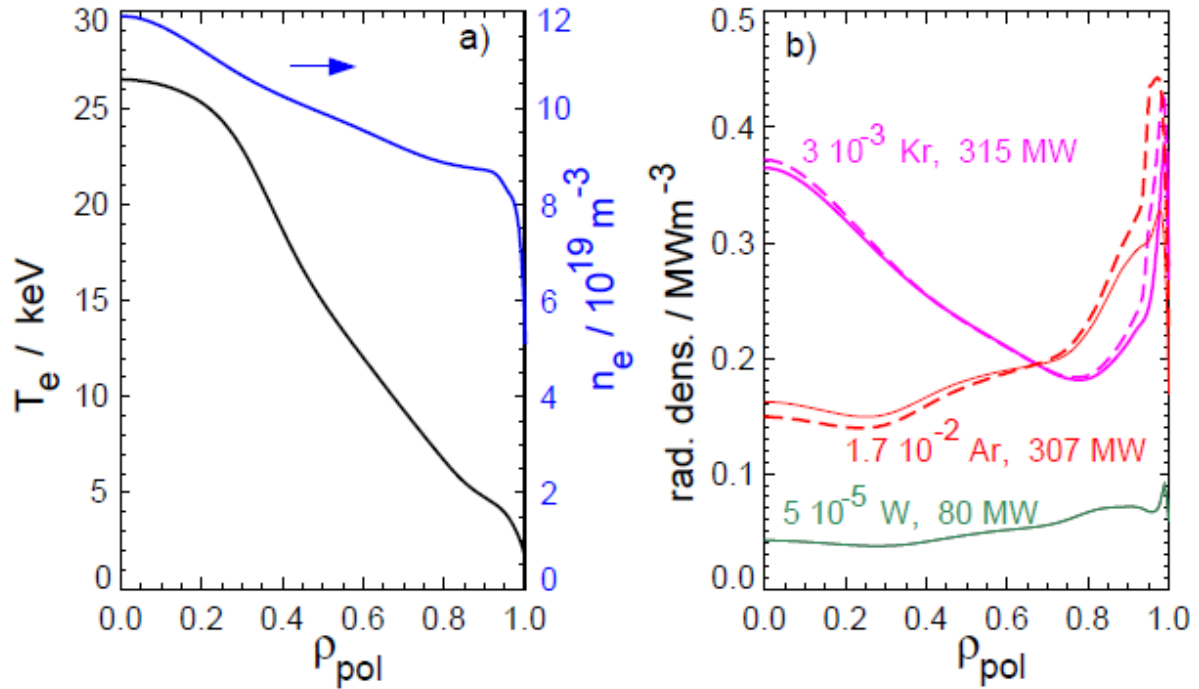 a)
30
25
20
15
10
5
0
T_e / keV
12
10
8
6
4
2
0
n_e / 10^19 m^-3
0.0 0.2 0.4 0.6 0.8 1.0
ρ_pol
b)
0.5
0.4
0.3
0.2
0.1
0.0
rad. dens. / MWm^-3
3 10^-3 Kr, 315 MW
1.7 10^-2 Ar, 307 MW
5 10^-5 W, 80 MW
0.0 0.2 0.4 0.6 0.8 1.0
ρ_pol